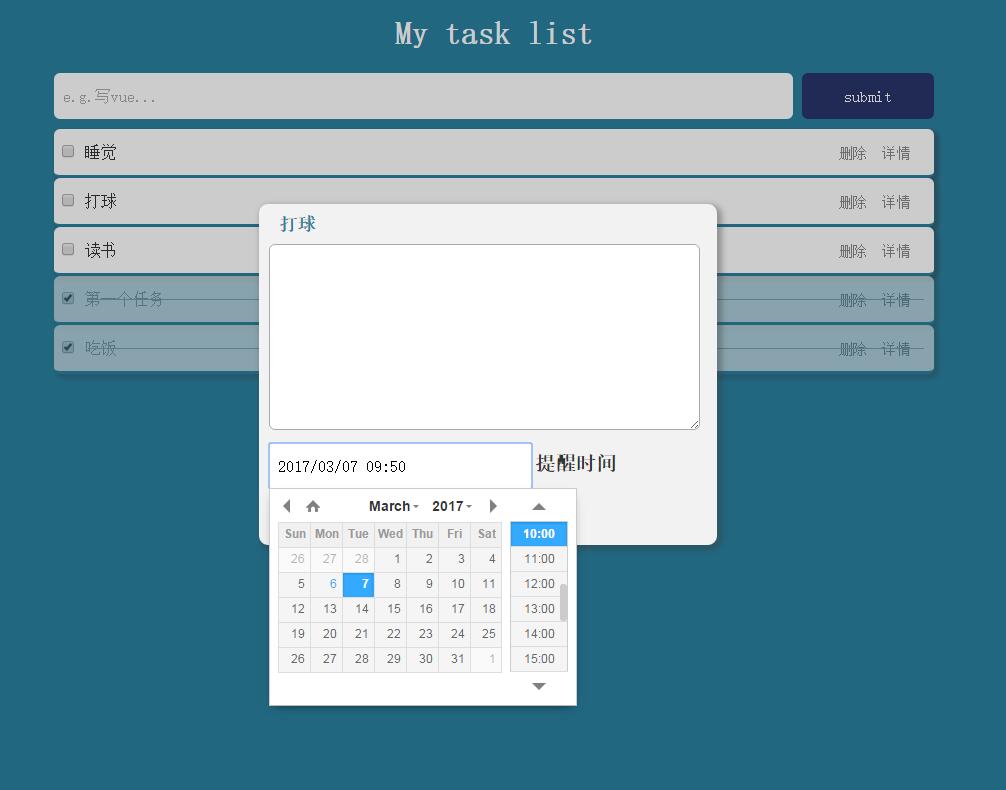 My task list
e.g.写vue...
submit
睡觉 删除 详情
打球 删除 详情
打球
读书 删除 详情
第一个任务 删除 详情
吃饭 删除 详情
2017/03/07 09:50 提醒时间
March 2017
Sun Mon Tue Wed Thu Fri Sat 10:00
26 27 28 1 2 3 4 11:00
5 6 7 8 9 10 11 12:00
12 13 14 15 16 17 18 13:00
19 20 21 22 23 24 25 14:00
26 27 28 29 30 31 1 15:00